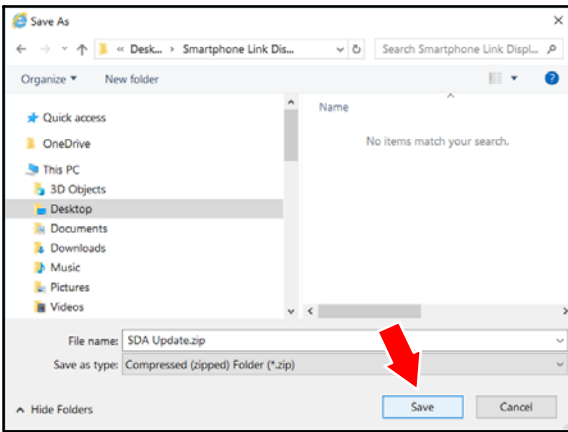 Save As
« Desk... › Smartphone Link Dis...
Search Smartphone Link Displ...
Organize
New folder
Name
No items match your search.
Quick access
OneDrive
This PC
3D Objects
Desktop
Documents
Downloads
Music
Pictures
Videos
File name: SDA Update.zip
Save as type: Compressed (zipped) Folder (*.zip)
Hide Folders
Save
Cancel